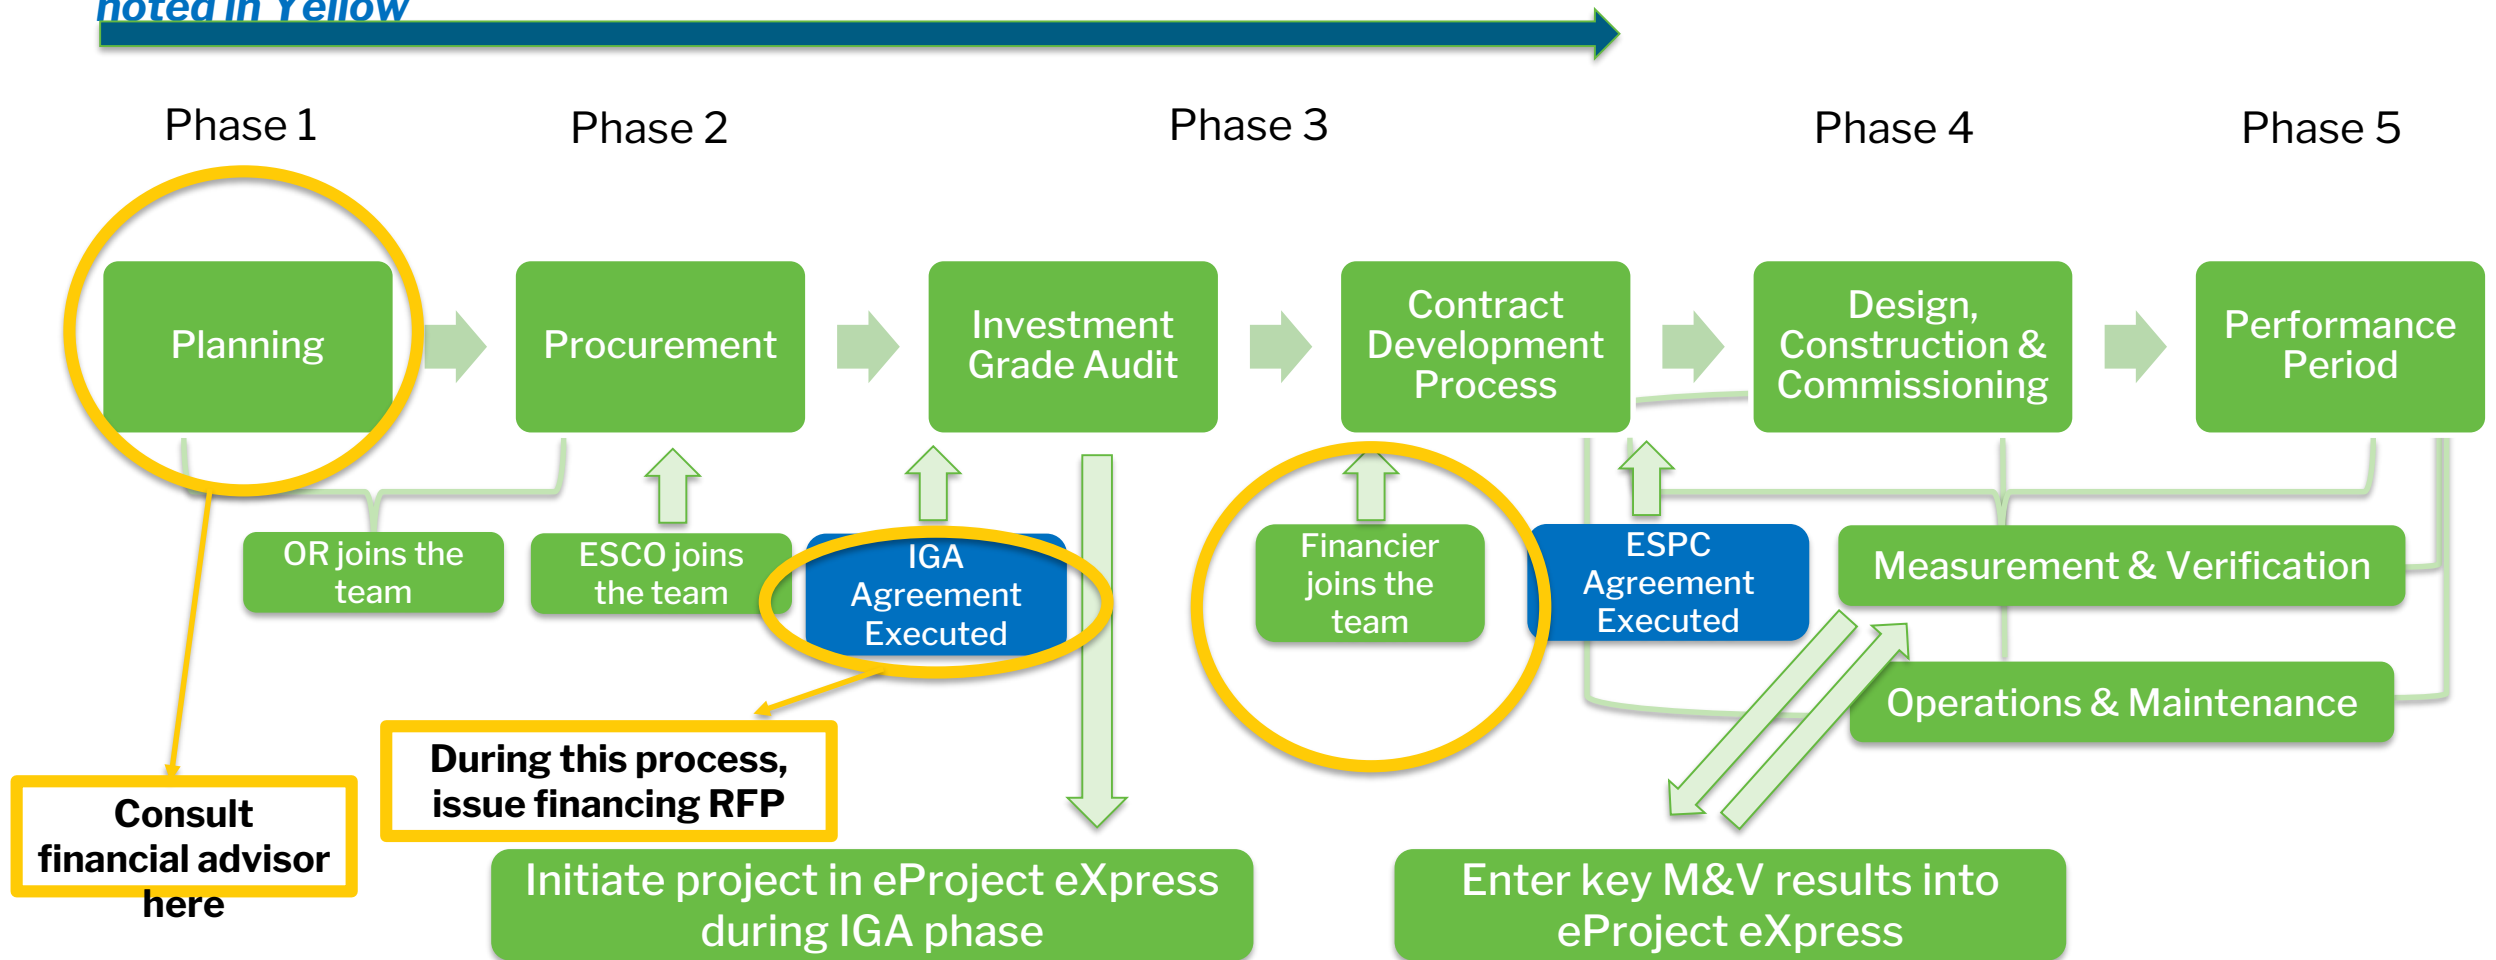 noted in Yellow
Phase 1
Phase 2
Phase 3
Phase 4
Phase 5
Planning
Procurement
Investment
Grade Audit
Contract
Development
Process
Design,
Construction &
Commissioning
Performance
Period
OR joins the
team
ESCO joins
the team
IGA
Agreement
Executed
Financier
joins the
team
ESPC
Agreement
Executed
Measurement & Verification
Operations & Maintenance
During this process,
issue financing RFP
Consult
financial advisor
here
Initiate project in eProject eXpress
during IGA phase
Enter key M&V results into
eProject eXpress